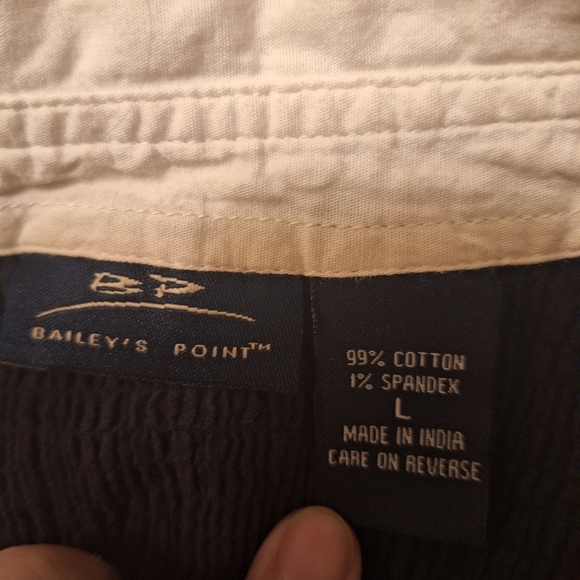 BP
BAILEY'S POINT™
99% COTTON
1% SPANDEX
L
MADE IN INDIA
CARE ON REVERSE